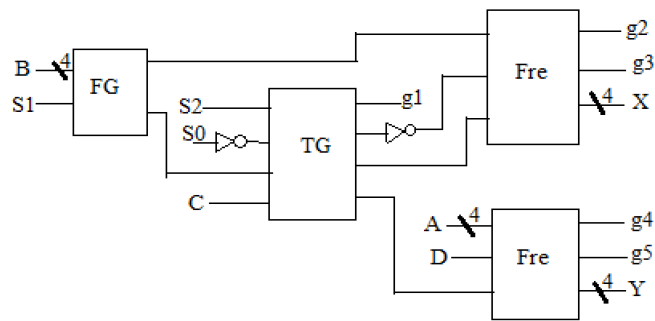 g2
B 4 FG Fre g3
S1 S2 g1 4 X
S0 TG
C A 4 g4
D Fre g5
4 Y